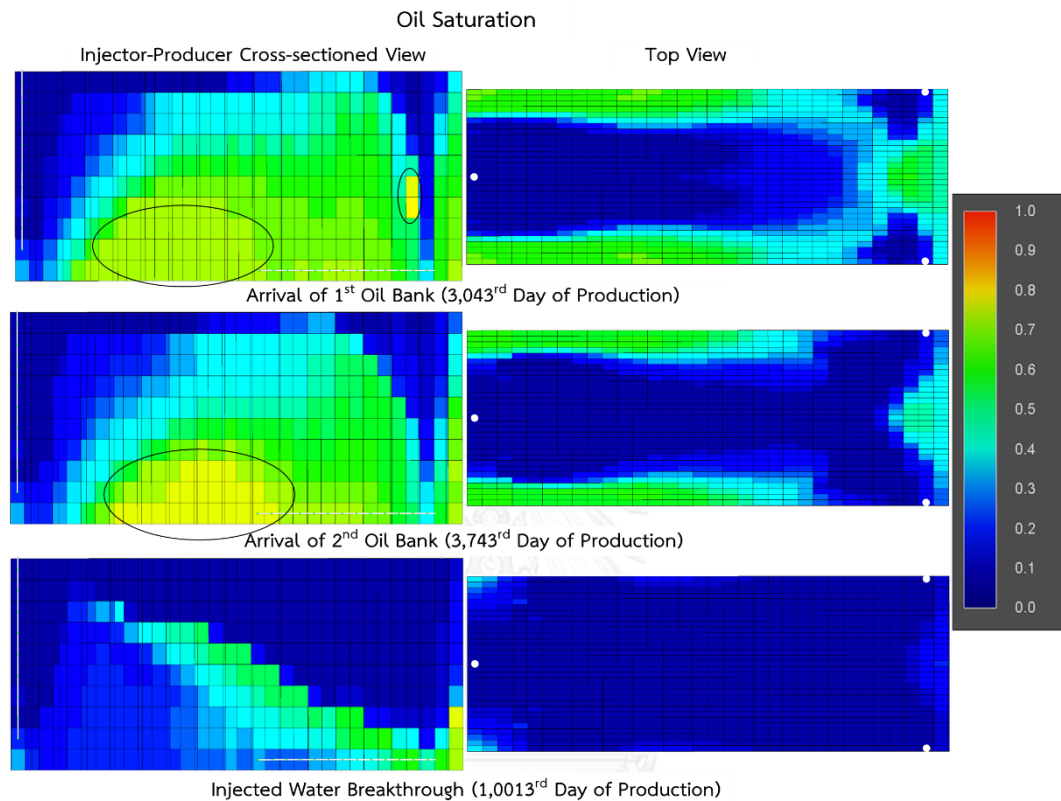 Oil Saturation
Injector-Producer Cross-sectioned View
Top View
Arrival of 1st Oil Bank (3,043rd Day of Production)
Arrival of 2nd Oil Bank (3,743rd Day of Production)
Injected Water Breakthrough (1,0013rd Day of Production)
1.0
0.9
0.8
0.7
0.6
0.5
0.4
0.3
0.2
0.1
0.0